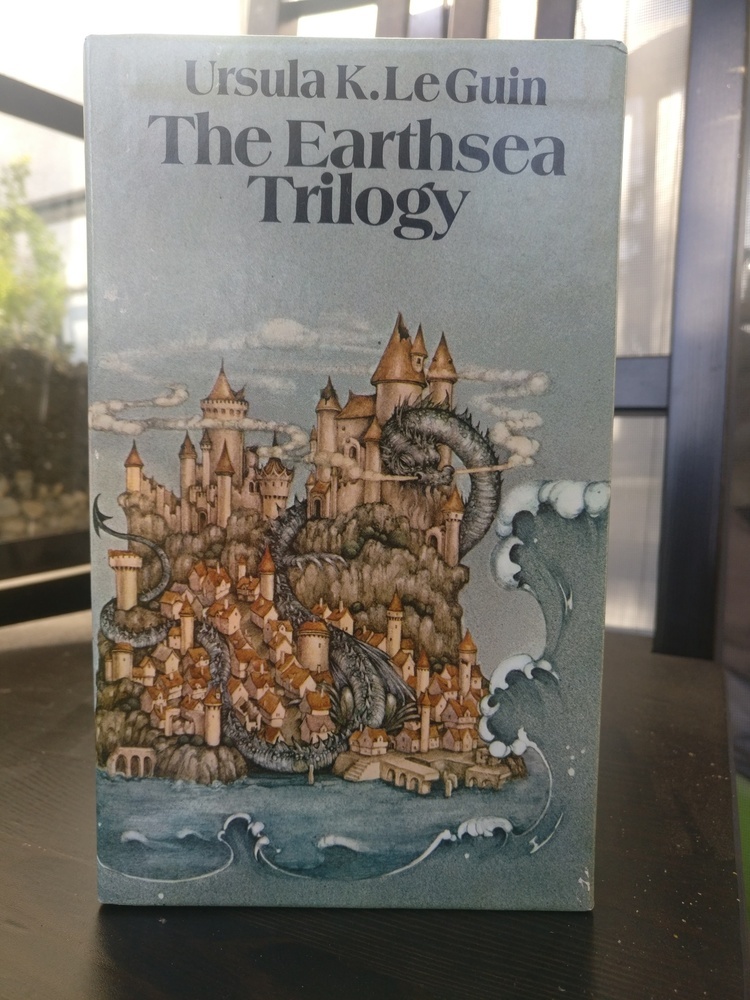 Ursula K. Le Guin
The Earthsea
Trilogy